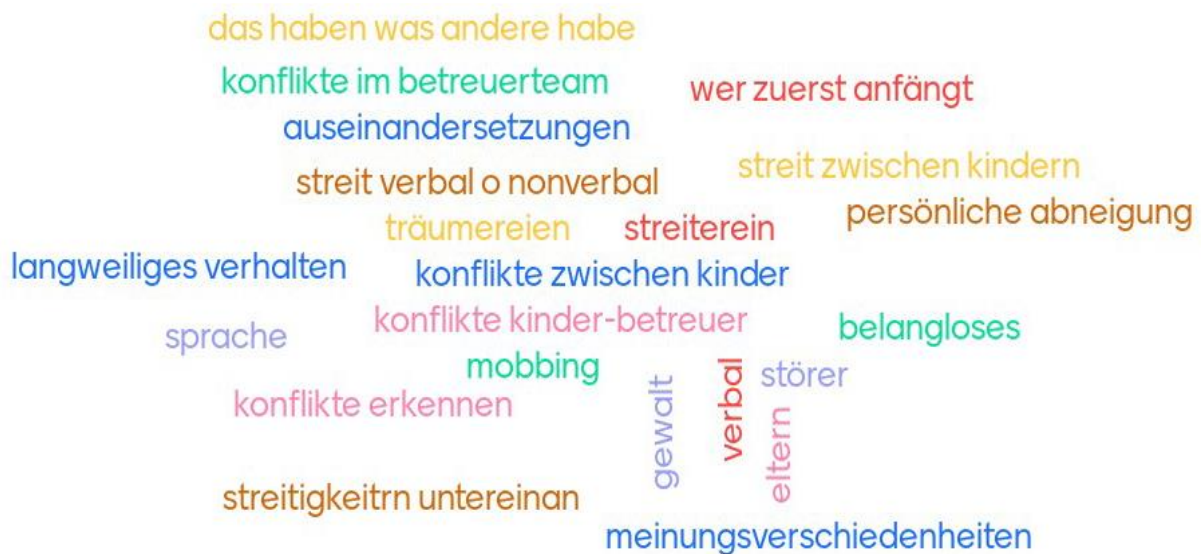 das haben was andere habe
konflikte im betreuerteam
wer zuerst anfängt
auseinandersetzungen
streit zwischen kindern
streit verbal o nonverbal
persönliche abneigung
träumereien
streiterein
langweiliges verhalten
konflikte zwischen kinder
konflikte kinder-betreuer
belangloses
sprache
mobbing
störer
verbal
gewalt
eltern
konflikte erkennen
streitigkeitrn untereinan
meinungsverschiedenheiten